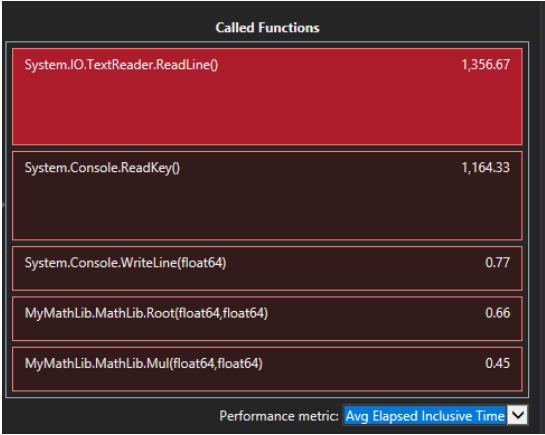 Called Functions
System.IO.TextReader.ReadLine() 1,356.67
System.Console.ReadKey() 1,164.33
System.Console.WriteLine(float64) 0.77
MyMathLib.MathLib.Root(float64,float64) 0.66
MyMathLib.MathLib.Mul(float64,float64) 0.45
Performance metric: Avg Elapsed Inclusive Time